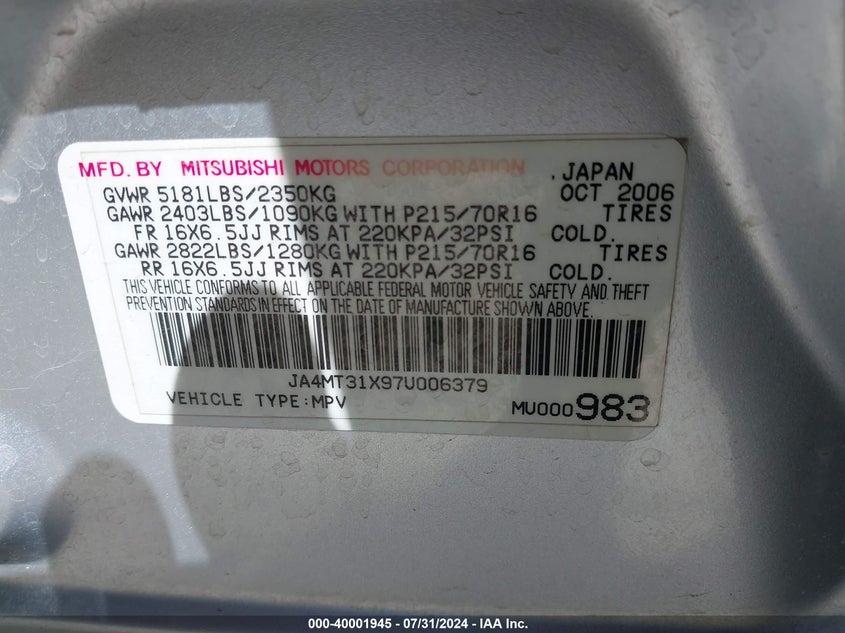 MFD. BY MITSUBISHI MOTORS CORPORATION .JAPAN
GVWR 5181LBS/2350KG OCT 2006
GAWR 2403LBS/1090KG WITH P215/70R16 TIRES
FR 16X6.5JJ RIMS AT 220KPA/32PSI COLD.
GAWR 2822LBS/1280KG WITH P215/70R16 TIRES
RR 16X6.5JJ RIMS AT 220KPA/32PSI COLD.
THIS VEHICLE CONFORMS TO ALL APPLICABLE FEDERAL MOTOR VEHICLE SAFETY AND THEFT
PREVENTION STANDARDS IN EFFECT ON THE DATE OF MANUFACTURE SHOWN ABOVE.
JA4MT31X97U006379
VEHICLE TYPE:MPV MU000983
000-40001945 - 07/31/2024 - IAA Inc.